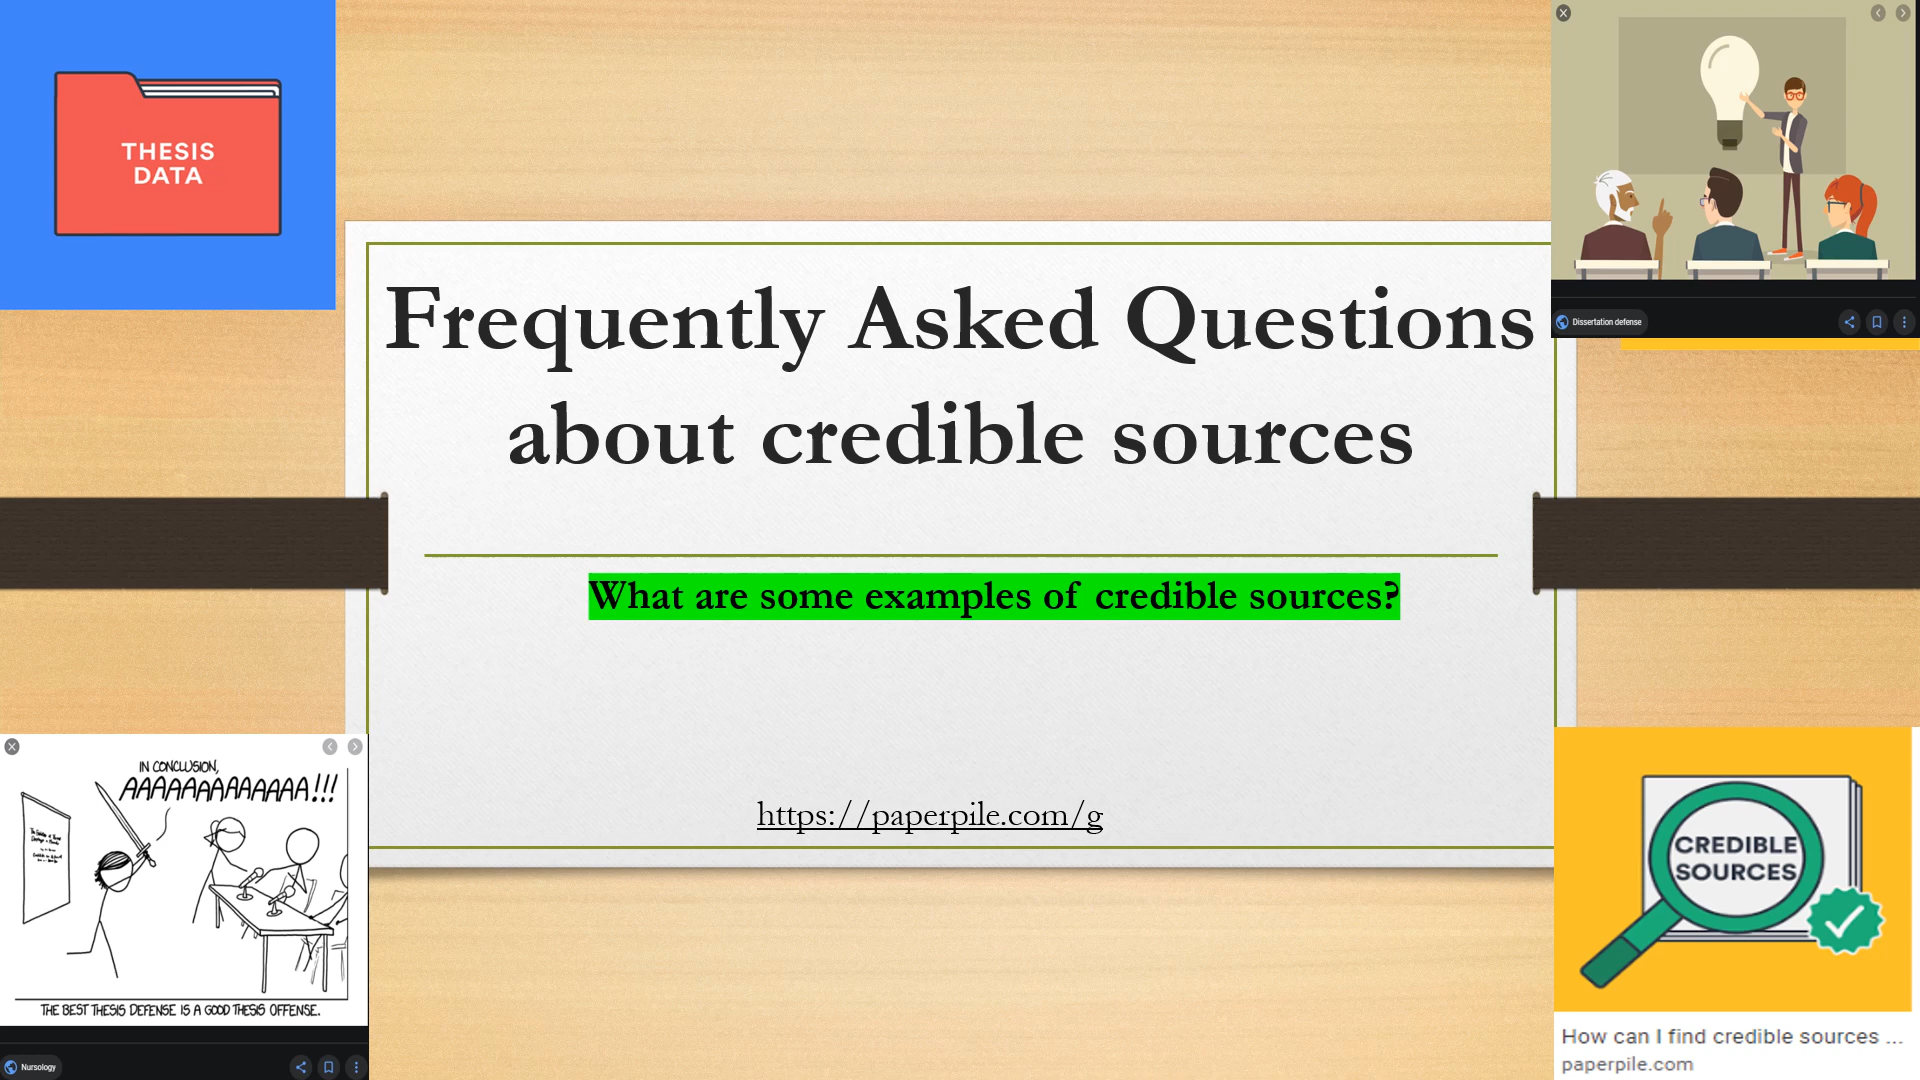 THESIS
DATA
Dissertation defense
Frequently Asked Questions
about credible sources
What are some examples of credible sources?
https://paperpile.com/g
IN CONCLUSION,
AAAAAAAAAAAAA!!!
THE BEST THESIS DEFENSE IS A GOOD THESIS OFFENSE.
Nursology
CREDIBLE
SOURCES
How can I find credible sources ...
paperpile.com